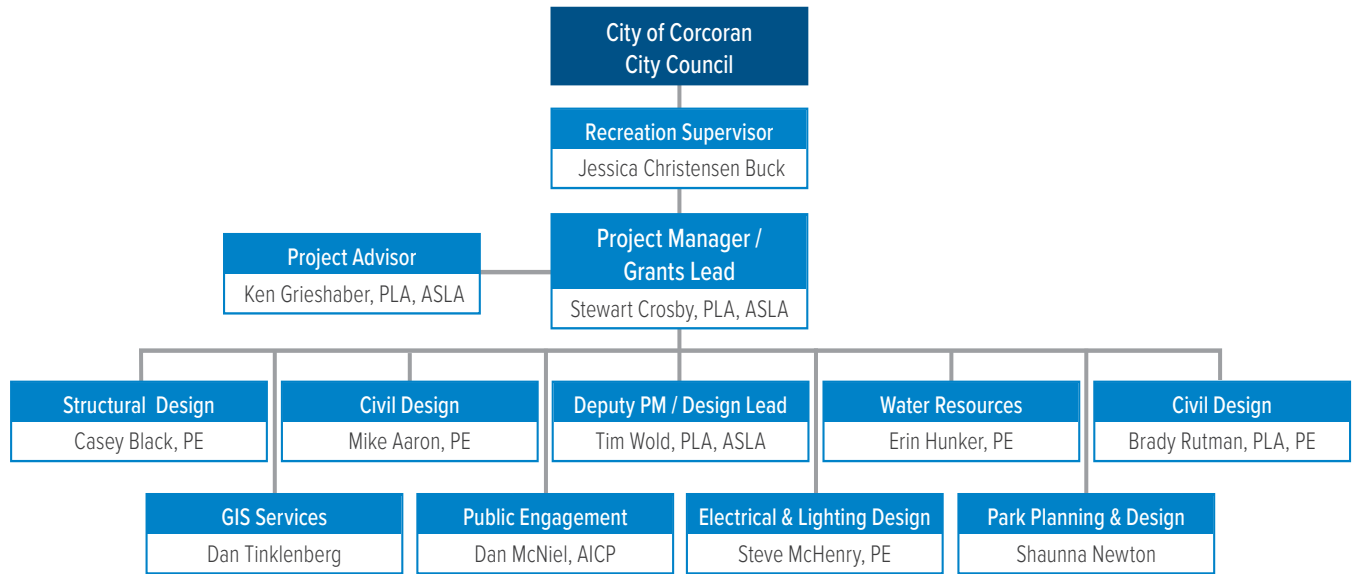 City of Corcoran
City Council
Recreation Supervisor
Jessica Christensen Buck
Project Manager /
Grants Lead
Stewart Crosby, PLA, ASLA
Project Advisor
Ken Grieshaber, PLA, ASLA
Structural Design
Casey Black, PE
Civil Design
Mike Aaron, PE
Deputy PM / Design Lead
Tim Wold, PLA, ASLA
Water Resources
Erin Hunker, PE
Civil Design
Brady Rutman, PLA, PE
GIS Services
Dan Tinklenberg
Public Engagement
Dan McNiel, AICP
Electrical & Lighting Design
Steve McHenry, PE
Park Planning & Design
Shaunna Newton